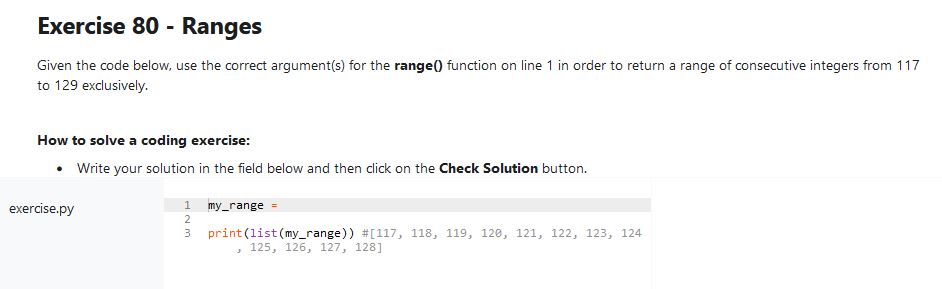 Exercise 80 - Ranges
Given the code below, use the correct argument(s) for the range() function on line 1 in order to return a range of consecutive integers from 117
to 129 exclusively.
How to solve a coding exercise:
• Write your solution in the field below and then click on the Check Solution button.
exercise.py
1 my_range =
2
3 print(list(my_range)) #[117, 118, 119, 120, 121, 122, 123, 124
, 125, 126, 127, 128]